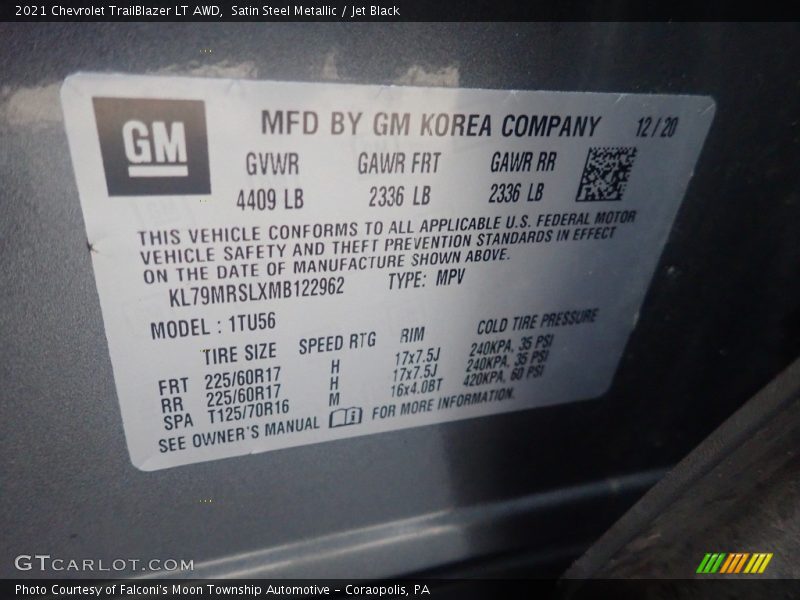 2021 Chevrolet TrailBlazer LT AWD, Satin Steel Metallic / Jet Black
GM
MFD BY GM KOREA COMPANY 12/20
GVWR GAWR FRT GAWR RR
4409 LB 2336 LB 2336 LB
THIS VEHICLE CONFORMS TO ALL APPLICABLE U.S. FEDERAL MOTOR
VEHICLE SAFETY AND THEFT PREVENTION STANDARDS IN EFFECT
ON THE DATE OF MANUFACTURE SHOWN ABOVE.
KL79MRSLXMB122962 TYPE: MPV
MODEL : 1TU56
TIRE SIZE SPEED RTG RIM COLD TIRE PRESSURE
FRT 225/60R17 H 17x7.5J 240KPA, 35 PSI
RR 225/60R17 H 17x7.5J 240KPA, 35 PSI
SPA T125/70R16 M 16x4.0BT 420KPA, 60 PSI
SEE OWNER'S MANUAL FOR MORE INFORMATION.
GTCARLOT.COM
Photo Courtesy of Falconi's Moon Township Automotive – Coraopolis, PA